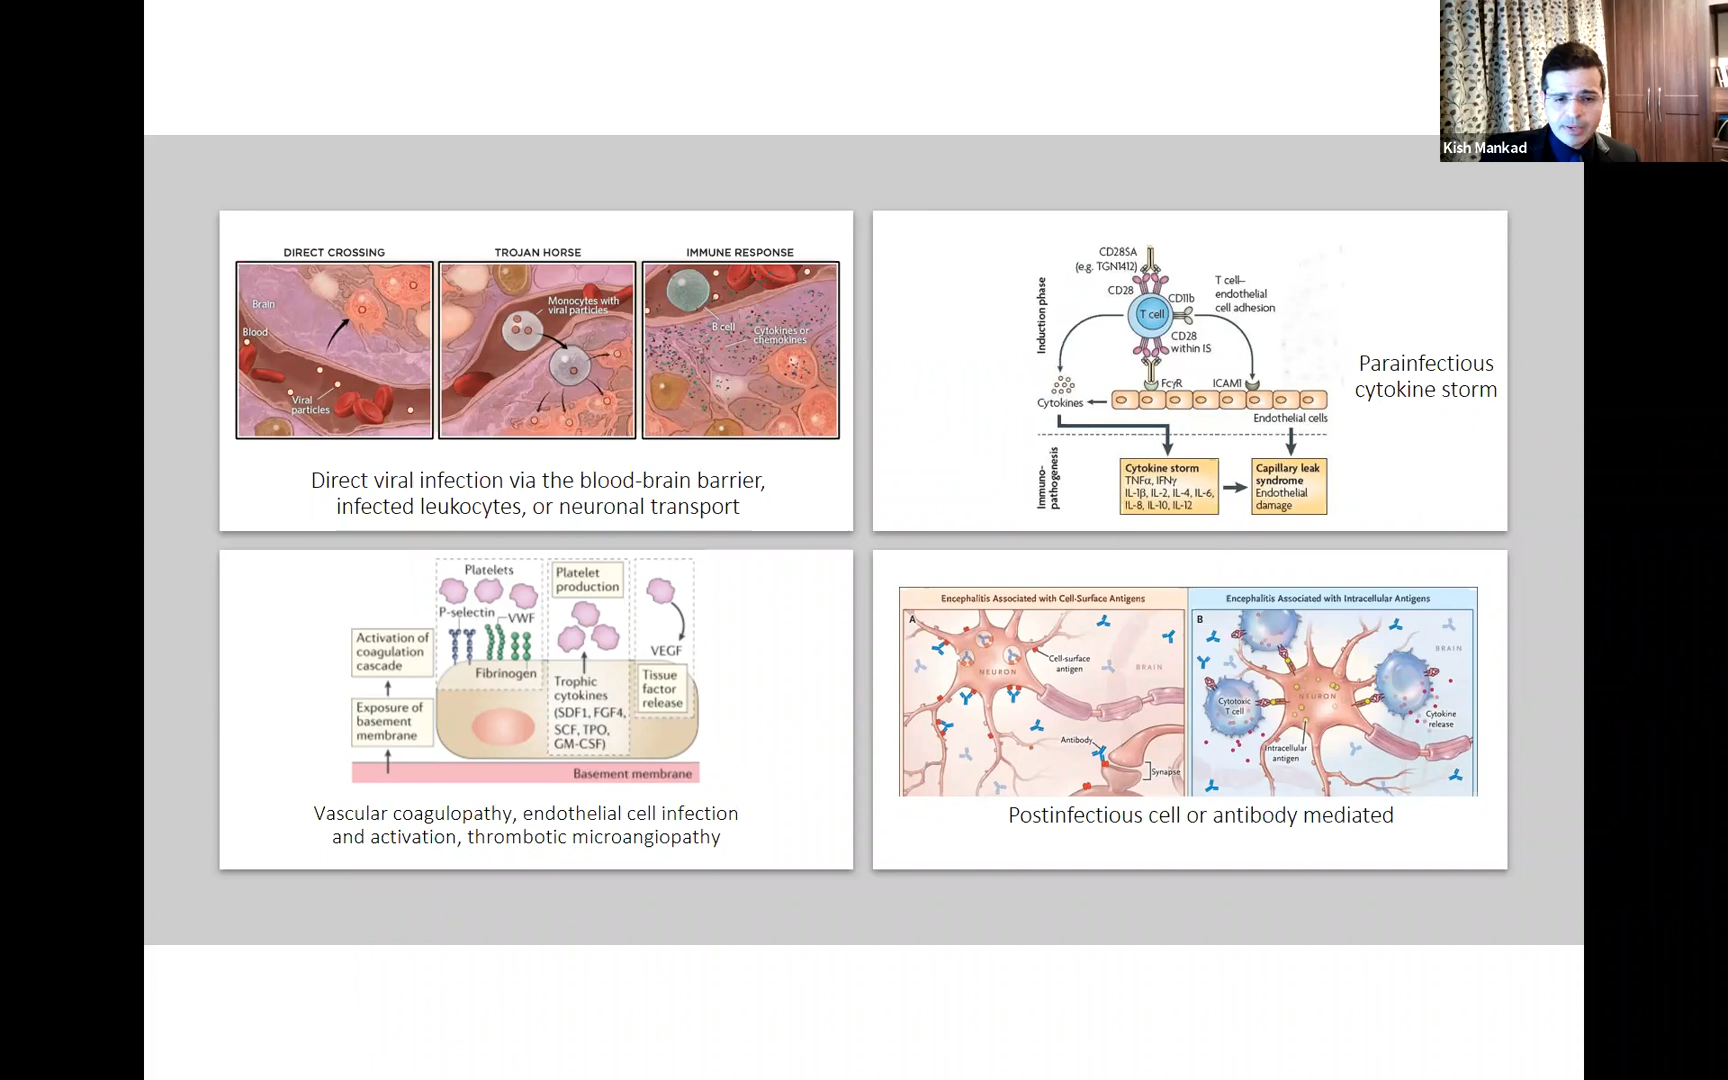 Kish Mankad
DIRECT CROSSING
TROJAN HORSE
IMMUNE RESPONSE
Brain
Blood
Viral
particles
Monocytes with
viral particles
B cell
Cytokines or
chemokines
Direct viral infection via the blood-brain barrier,
infected leukocytes, or neuronal transport
Induction phase
CD28SA
(e.g. TGN1412)
CD28
T cell
CD11b
T cell–
endothelial
cell adhesion
CD28
within IS
FcγR
ICAM1
Cytokines
Endothelial cells
Immuno-
pathogenesis
Cytokine storm
TNFα, IFNγ
IL-1β, IL-2, IL-4, IL-6,
IL-8, IL-10, IL-12
Capillary leak
syndrome
Endothelial
damage
Parainfectious
cytokine storm
Platelets
P-selectin
VWF
Fibrinogen
Platelet
production
VEGF
Activation of
coagulation
cascade
Exposure of
basement
membrane
Trophic
cytokines
(SDF1, FGF4,
SCF, TPO,
GM-CSF)
Tissue
factor
release
Basement membrane
Vascular coagulopathy, endothelial cell infection
and activation, thrombotic microangiopathy
Encephalitis Associated with Cell-Surface Antigens
A
NEURON
Cell-surface
antigen
BRAIN
Antibody
Synapse
Encephalitis Associated with Intracellular Antigens
B
BRAIN
NEURON
Cytotoxic
T cell
Cytokine
release
Intracellular
antigen
Postinfectious cell or antibody mediated